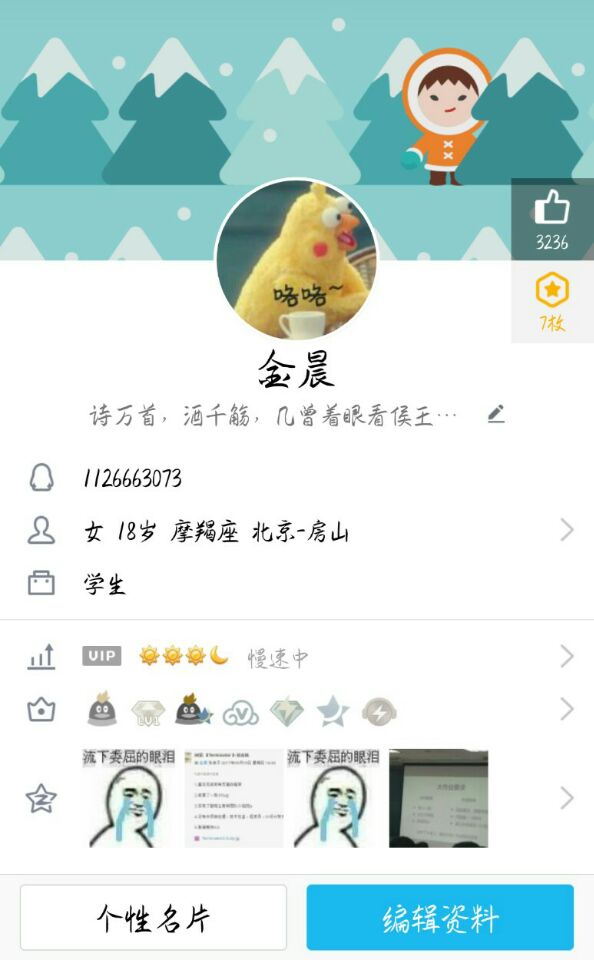 3236
7枚
咯咯~
金晨
诗万首，酒千觞，几曾着眼看侯王…
1126663073
女 18岁 摩羯座 北京-房山
学生
VIP 慢速中
LV1
流下委屈的眼泪 流下委屈的眼泪
个性名片 编辑资料